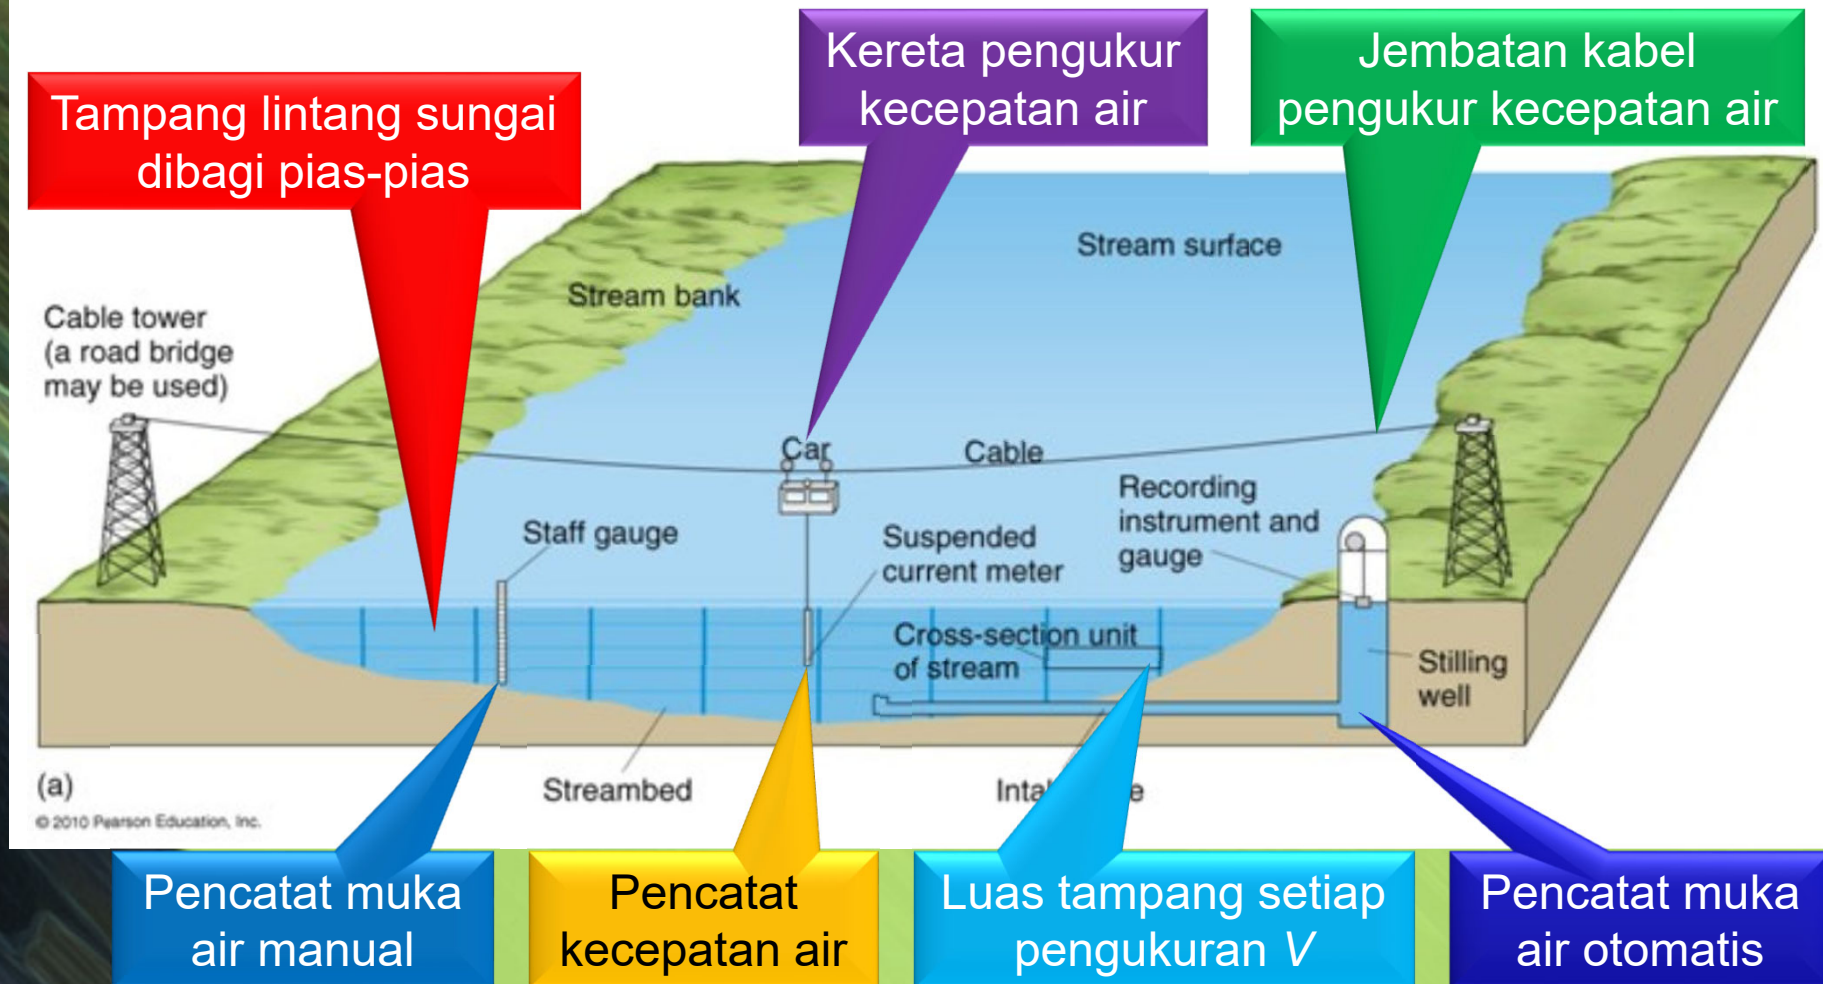 Kereta pengukur
kecepatan air
Jembatan kabel
pengukur kecepatan air
Tampang lintang sungai
dibagi pias-pias
Stream surface
Stream bank
Cable tower
(a road bridge
may be used)
Car
Cable
Recording
instrument and
gauge
Staff gauge
Suspended
current meter
Cross-section unit
of stream
Stilling
well
(a)
Streambed
© 2010 Pearson Education, Inc.
Pencatat muka
air manual
Pencatat
kecepatan air
Luas tampang setiap
pengukuran V
Pencatat muka
air otomatis